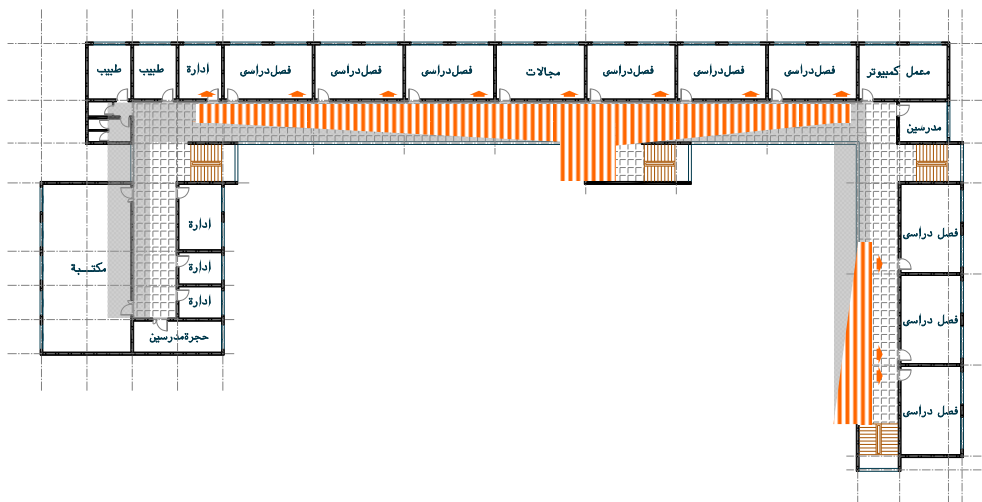 طبيب
طبيب
ادارة
فصل دراسى
فصل دراسى
فصل دراسى
مجالات
فصل دراسى
فصل دراسى
فصل دراسى
معمل كمبيوتر
مدرسين
ادارة
فصل دراسى
مكتـــبة
ادارة
ادارة
فصل دراسى
حجرة مدرسين
فصل دراسى